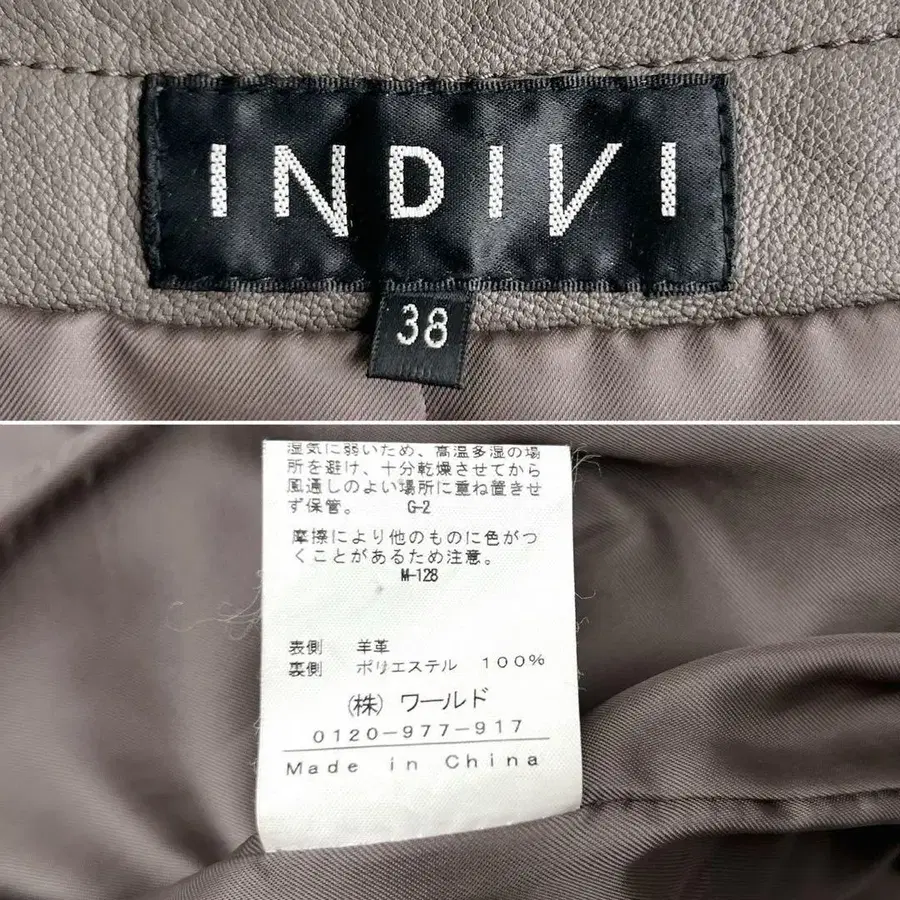 INDIVI
38
湿気に弱いため、高温多湿の場
所を避け、十分乾燥させてから
風通しのよい場所に重ね置きせ
ず保管。 G-2
摩擦により他のものに色がつ
くことがあるため注意。
M-128
表側 羊革
裏側 ポリエステル 100%
(株) ワールド
0120-977-917
Made in China